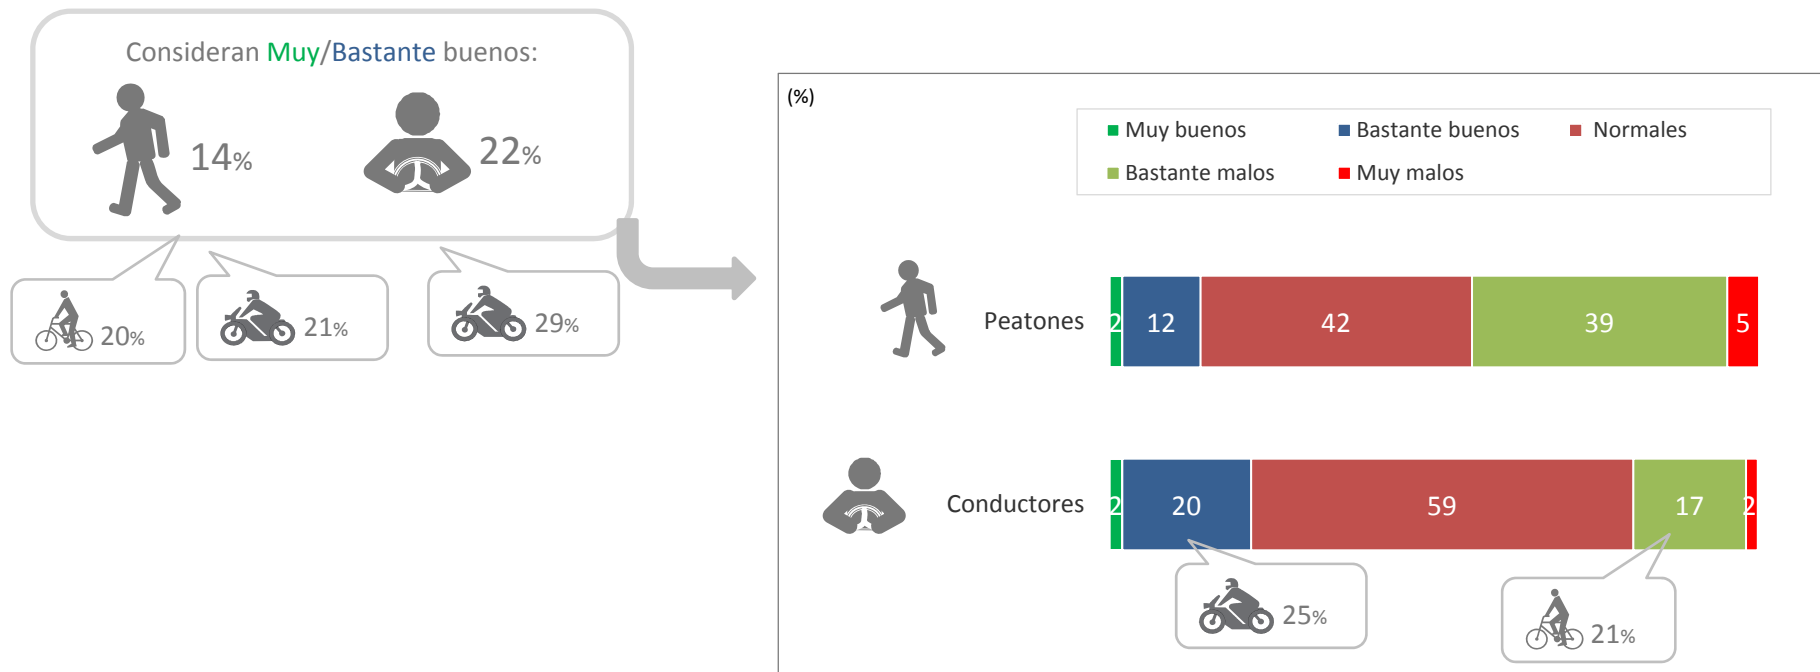 Consideran Muy/Bastante buenos:
14%
22%
20%
21%
29%
(%)
Muy buenos
Bastante buenos
Normales
Bastante malos
Muy malos
Peatones
2
12
42
39
5
Conductores
2
20
59
17
2
25%
21%